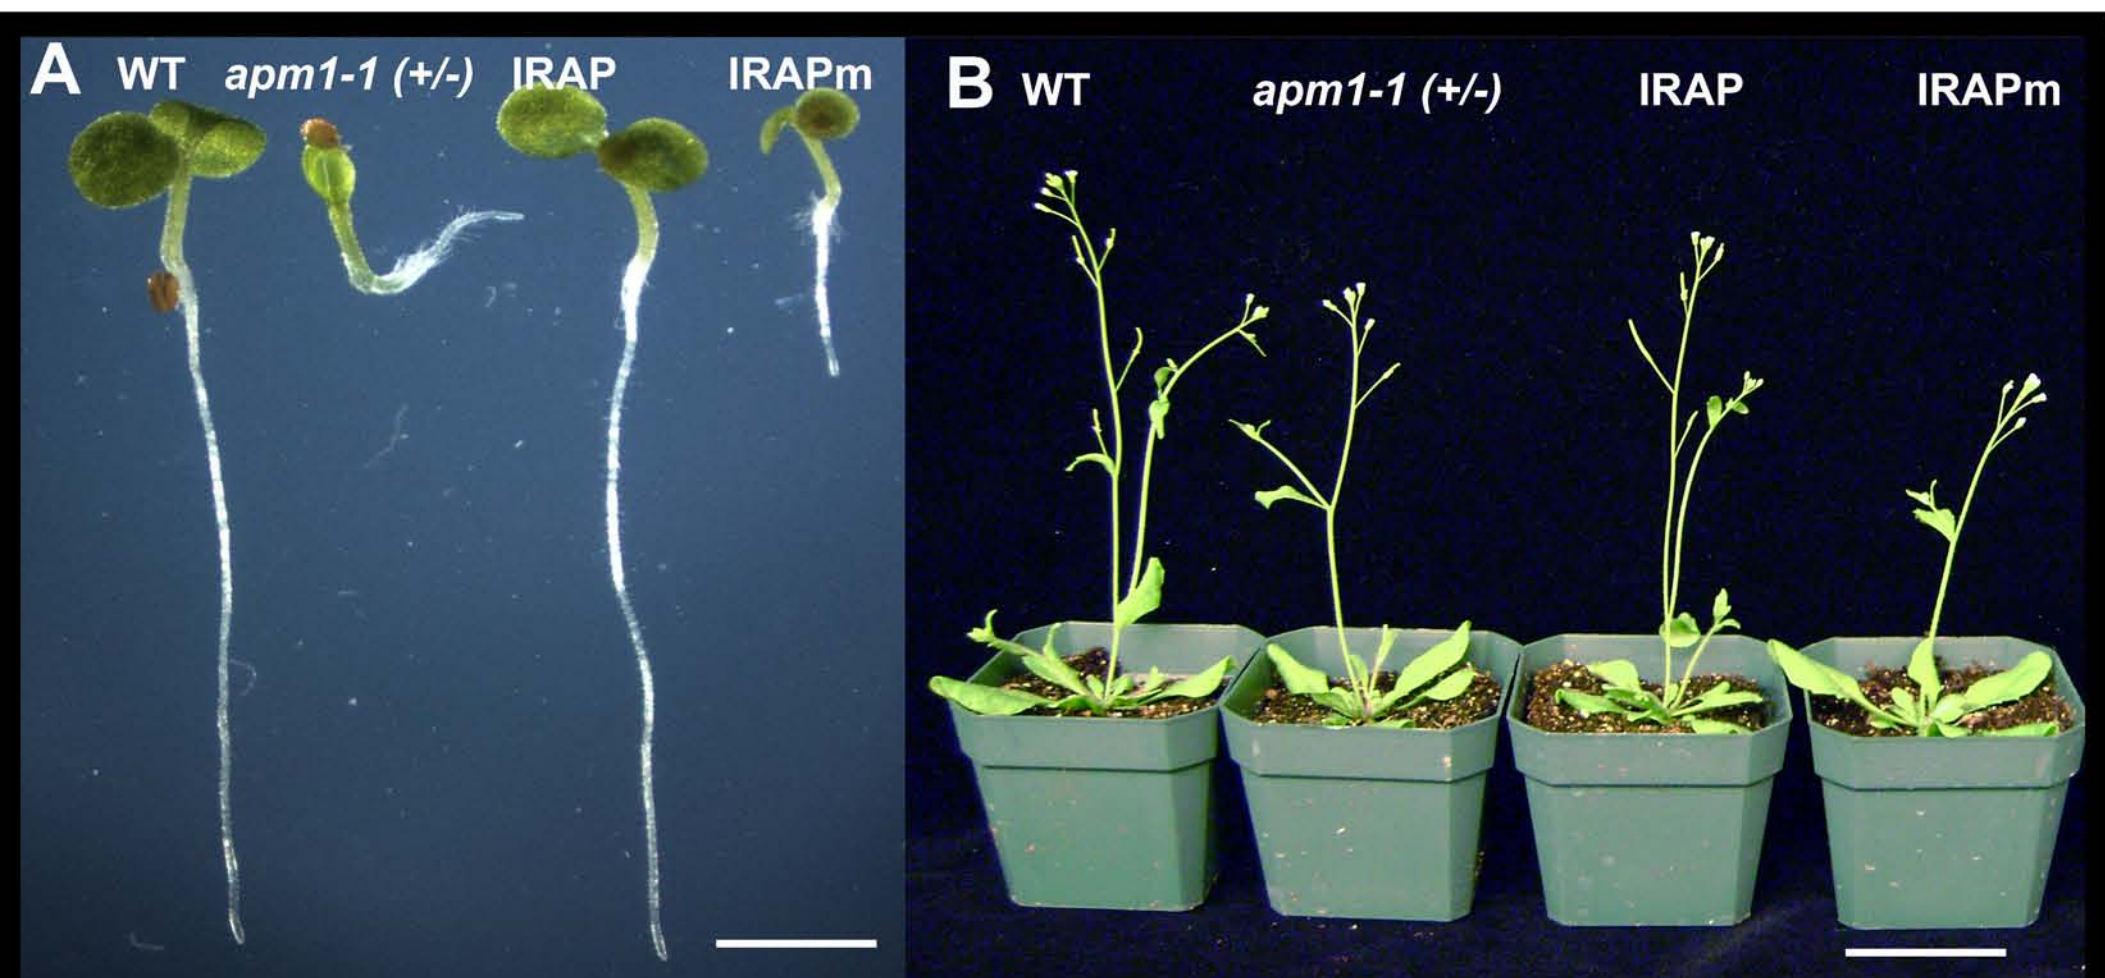 A WT apm1-1 (+/-) IRAP IRAPm
B WT apm1-1 (+/-) IRAP IRAPm